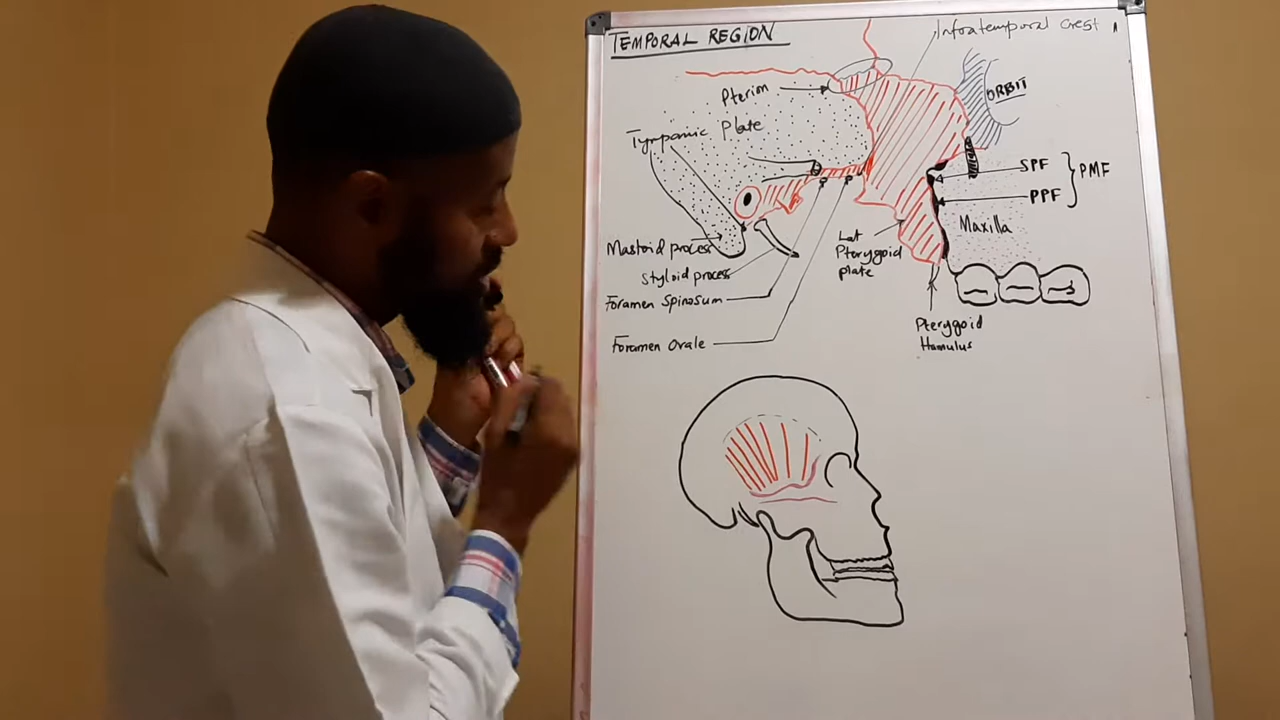 TEMPORAL REGION
Infratemporal Crest
Pterion
ORBIT
Tympanic Plate
SPF
PMF
PPF
Maxilla
Mastoid process
Lat
Pterygoid
plate
Styloid process
Foramen Spinosum
Foramen Ovale
Pterygoid
Hamulus